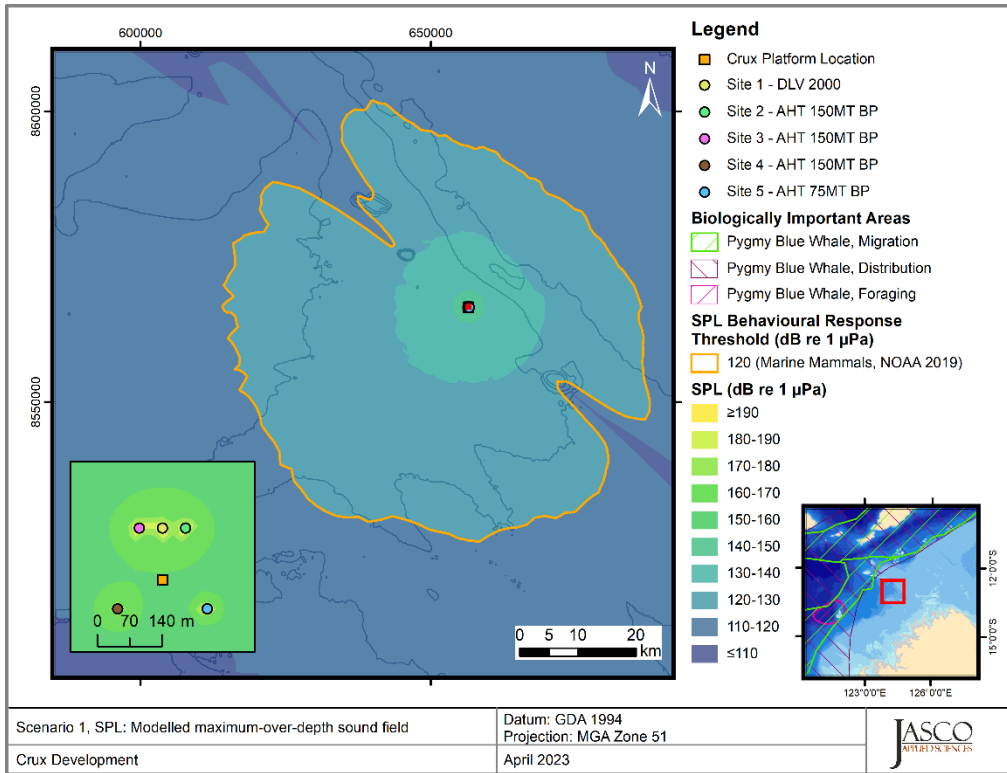 600000
650000
8600000
8550000
N
0 70 140 m
0 5 10 20
km
Legend
Crux Platform Location
Site 1 - DLV 2000
Site 2 - AHT 150MT BP
Site 3 - AHT 150MT BP
Site 4 - AHT 150MT BP
Site 5 - AHT 75MT BP
Biologically Important Areas
Pygmy Blue Whale, Migration
Pygmy Blue Whale, Distribution
Pygmy Blue Whale, Foraging
SPL Behavioural Response
Threshold (dB re 1 µPa)
120 (Marine Mammals, NOAA 2019)
SPL (dB re 1 µPa)
≥190
180-190
170-180
160-170
150-160
140-150
130-140
120-130
110-120
≤110
12°0'0"S
15°0'0"S
123°0'0"E 126°0'0"E
Scenario 1, SPL: Modelled maximum-over-depth sound field
Datum: GDA 1994
Projection: MGA Zone 51
Crux Development
April 2023
JASCO
APPLIED SCIENCES